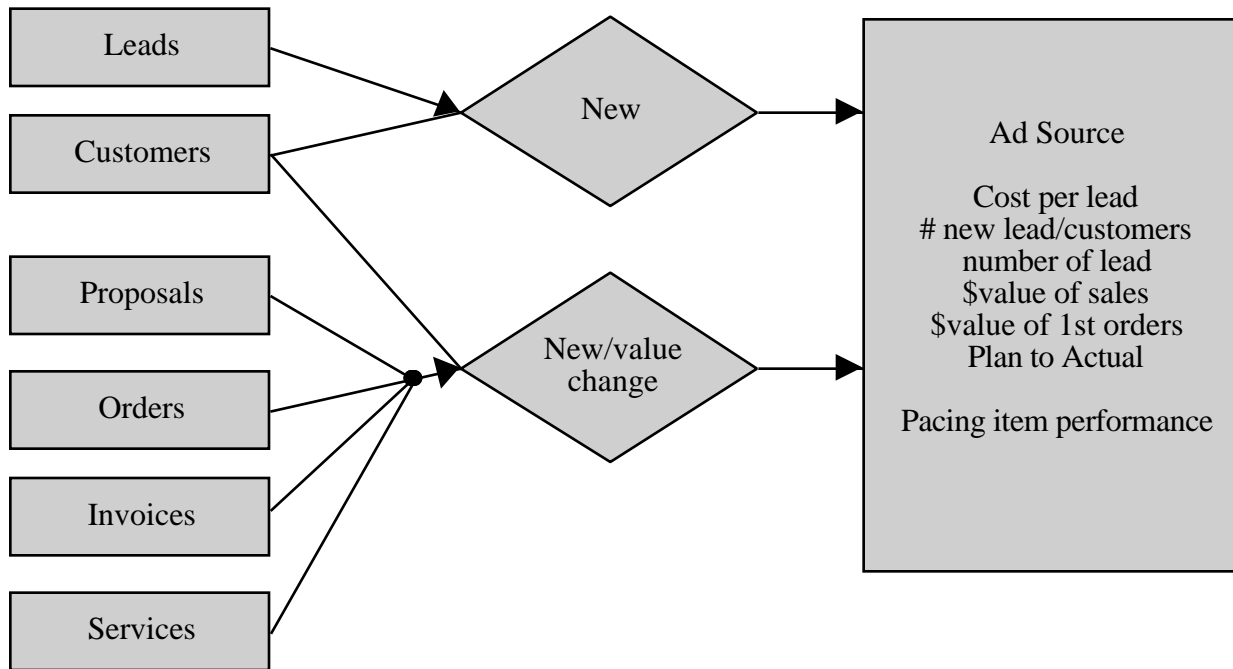 Leads
Customers
Proposals
Orders
Invoices
Services
New
New/value
change
Ad Source
Cost per lead
# new lead/customers
number of lead
$value of sales
$value of 1st orders
Plan to Actual
Pacing item performance